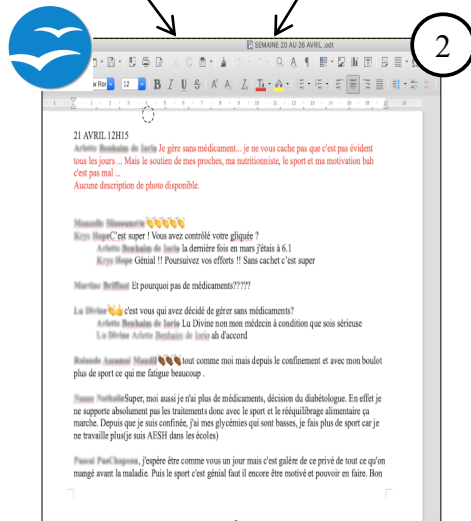 2
SEMAINE 20 AU 26 AVRIL .odt
12
21 AVRIL 12H15
Je gère sans médicament... je ne vous cache pas que c'est pas évident
tous les jours ... Mais le soutien de mes proches, ma nutritionniste, le sport et ma motivation bah
c'est pas mal ...
Aucune description de photo disponible.
👏👏👏👏👏
C'est super ! Vous avez contrôlé votre gliquée ?
la dernière fois en mars j'étais à 6.1
Génial !! Poursuivez vos efforts !! Sans cachet c'est super
Et pourquoi pas de médicaments?????
👏👍c'est vous qui avez décidé de gérer sans médicaments?
Lu Divine non mon médecin à condition que sois sérieuse
ah d'accord
tout comme moi mais depuis le confinement et avec mon boulot
plus de sport ce qui me fatigue beaucoup .
Super, moi aussi je n'ai plus de médicaments, décision du diabétologue. En effet je
ne supporte absolument pas les traitements donc avec le sport et le rééquilibrage alimentaire ça
marche. Depuis que je suis confinée, j'ai mes glycémies qui sont basses, je fais plus de sport car je
ne travaille plus(je suis AESH dans les écoles)
, j'espère être comme vous un jour mais c'est galère de ce privé de tout ce qu'on
mangé avant la maladie. Puis le sport c'est génial faut il encore être motivé et pouvoir en faire. Bon